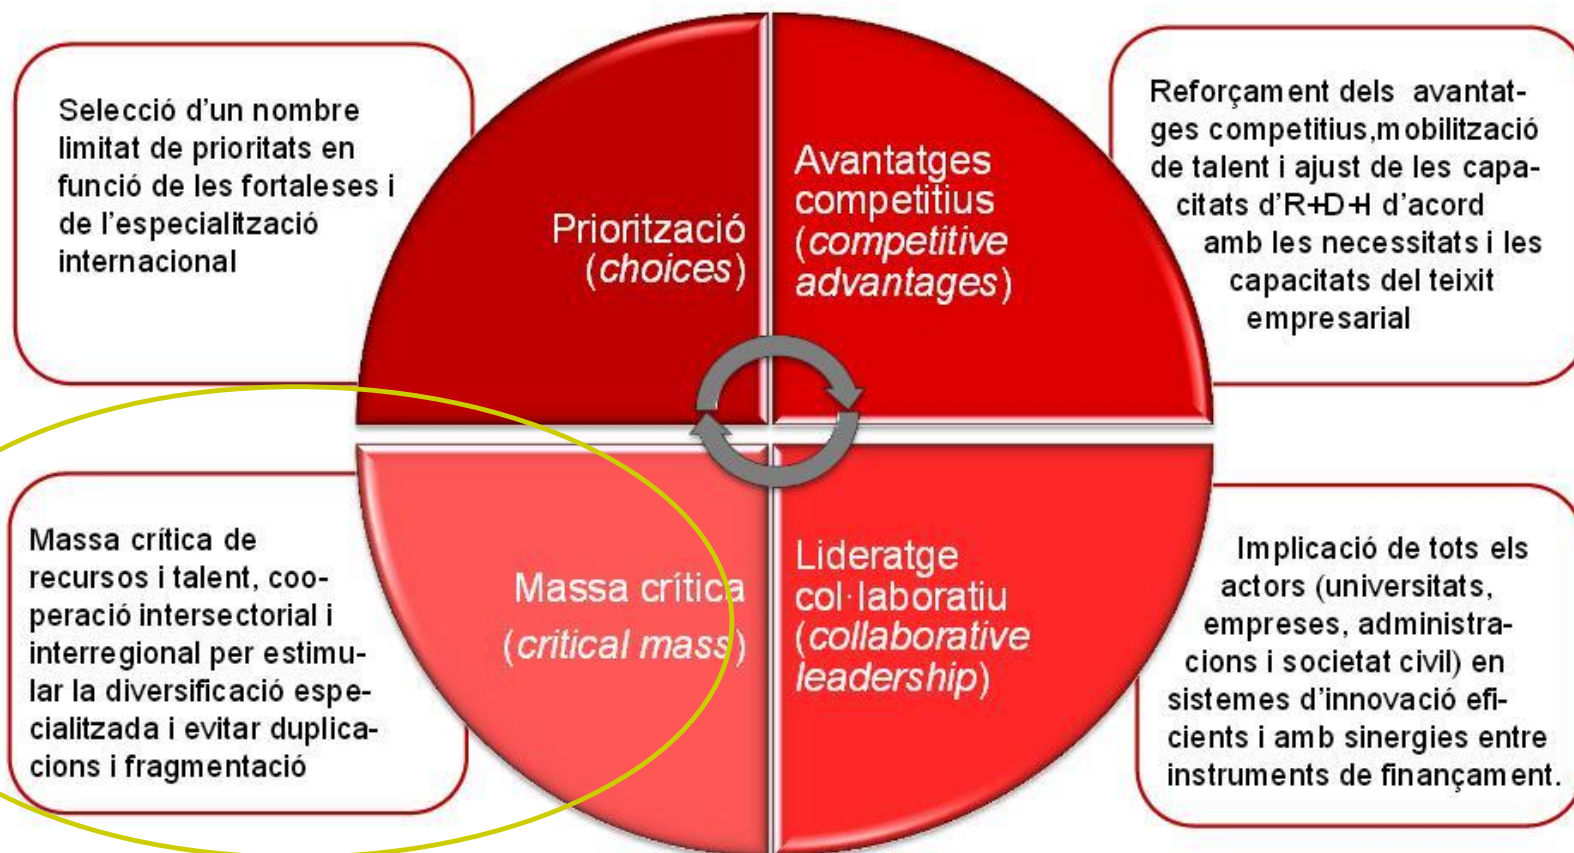 Selecció d'un nombre
limitat de prioritats en
funció de les fortaleses i
de l'especialització
internacional
Priorització
(choices)
Avantatges
competitius
(competitive
advantages)
Reforçament dels avantat-
ges competitius,mobilització
de talent i ajust de les capa-
citats d'R+D+I d'acord
amb les necessitats i les
capacitats del teixit
empresarial
Massa crítica de
recursos i talent, coo-
peració intersectorial i
interregional per estimu-
lar la diversificació espe-
cialitzada i evitar duplica-
cions i fragmentació
Massa crítica
(critical mass)
Lideratge
col·laboratiu
(collaborative
leadership)
Implicació de tots els
actors (universitats,
empreses, administra-
cions i societat civil) en
sistemes d'innovació efi-
cients i amb sinergies entre
instruments de finançament.